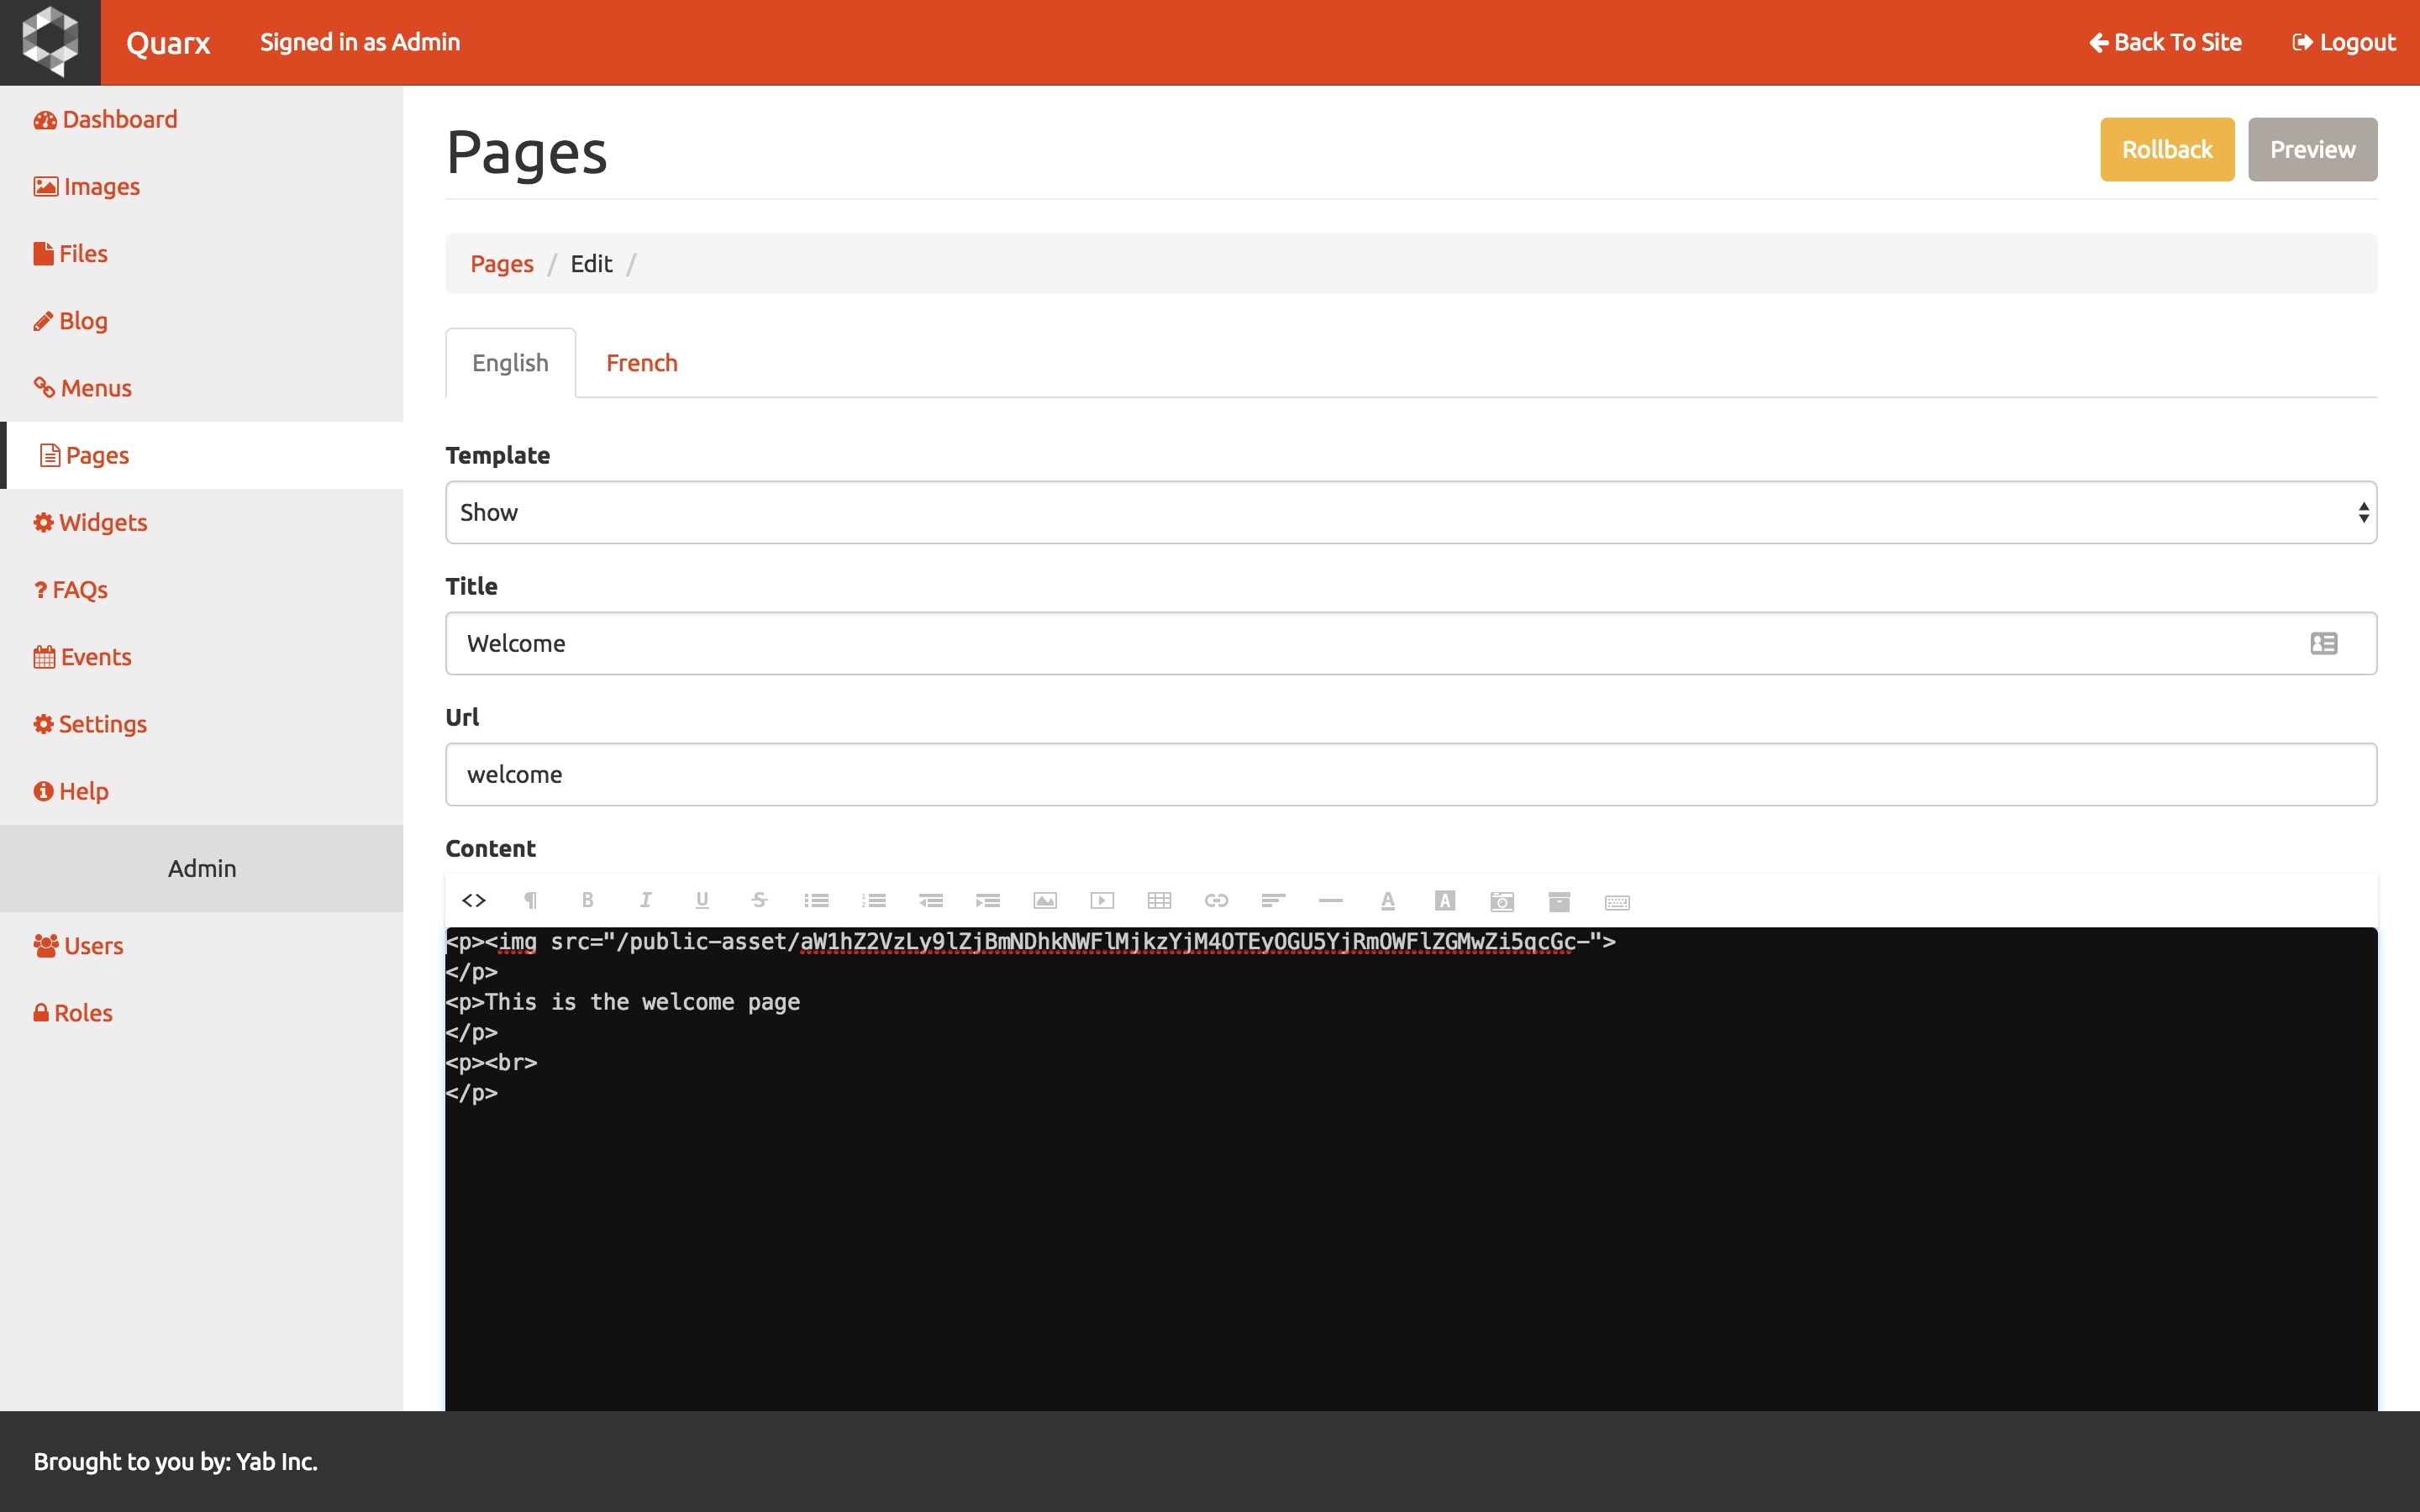 Quarx Signed in as Admin Back To Site Logout
Dashboard
Images
Files
Blog
Menus
Pages
Widgets
? FAQs
Events
Settings
Help
Admin
Users
Roles
Pages
Rollback Preview
Pages / Edit /
English French
Template
Show
Title
Welcome
Url
welcome
Content
<> ¶ B I U S A A
<p><img src="/public-asset/aW1hZ2VzLy9lZjBmNDhkNWFlMjkzYjM4OTEyOGU5YjRmOWFlZGMwZi5qcGc-">
</p>
<p>This is the welcome page
</p>
<p><br>
</p>
Brought to you by: Yab Inc.